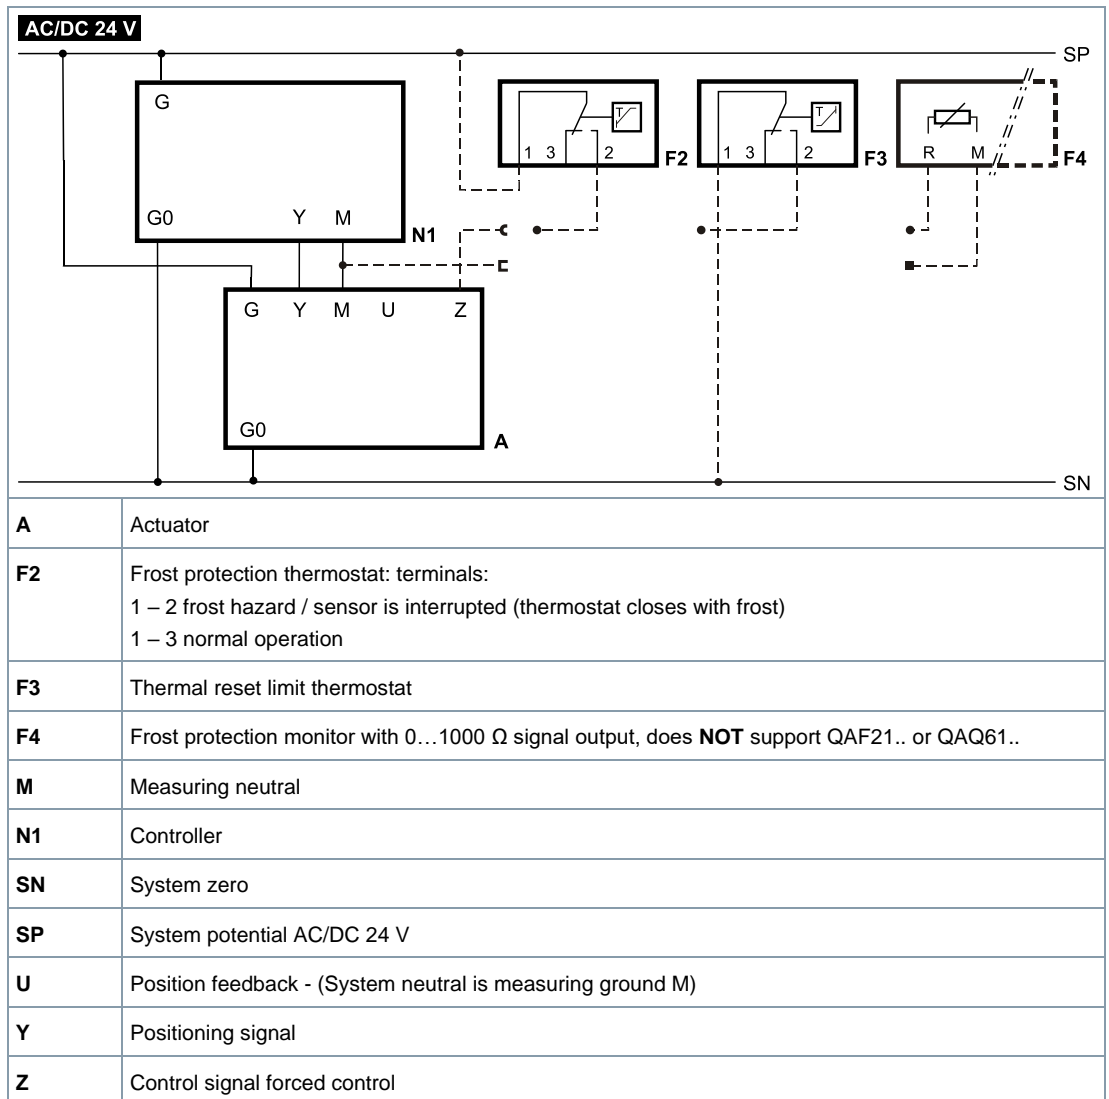 AC/DC 24 V
SP
G
1 3 2
F2
1 3 2
F3
R M
F4
G0 Y M
N1
G Y M U Z
G0
A
SN
A Actuator
F2 Frost protection thermostat: terminals:
1 – 2 frost hazard / sensor is interrupted (thermostat closes with frost)
1 – 3 normal operation
F3 Thermal reset limit thermostat
F4 Frost protection monitor with 0…1000 Ω signal output, does NOT support QAF21.. or QAQ61..
M Measuring neutral
N1 Controller
SN System zero
SP System potential AC/DC 24 V
U Position feedback - (System neutral is measuring ground M)
Y Positioning signal
Z Control signal forced control